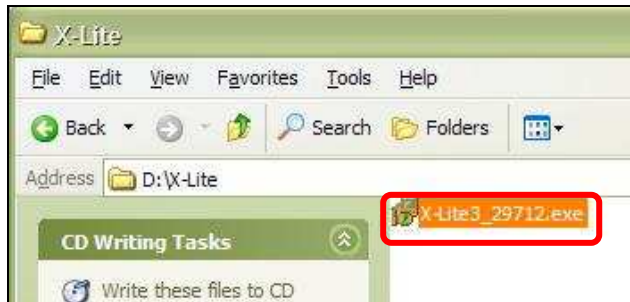 X-Lite
File Edit View Favorites Tools Help
Back Search Folders
Address D:\X-Lite
X-Lite3_29712.exe
CD Writing Tasks
Write these files to CD